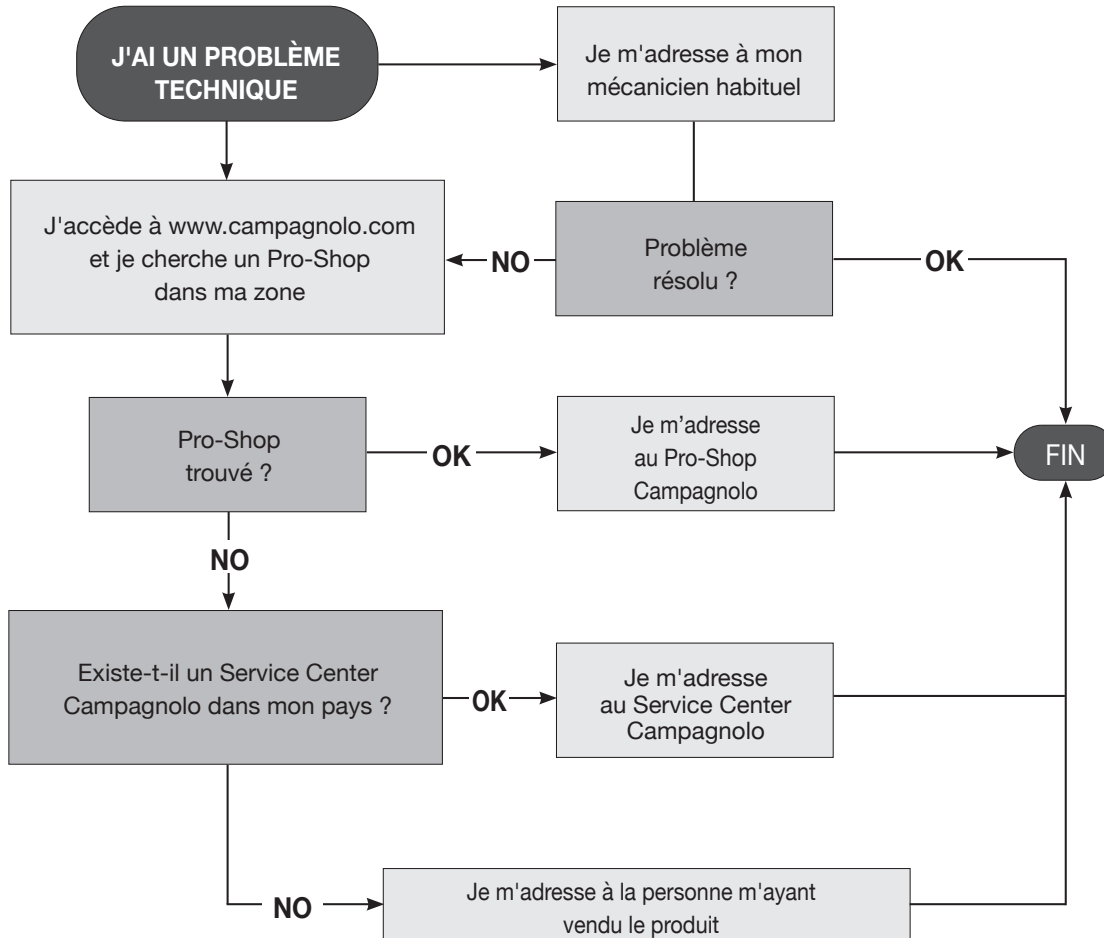 J'AI UN PROBLÈME
TECHNIQUE
Je m'adresse à mon
mécanicien habituel
J'accède à www.campagnolo.com
et je cherche un Pro-Shop
dans ma zone
NO
Problème
résolu ?
OK
Pro-Shop
trouvé ?
OK
Je m’adresse
au Pro-Shop
Campagnolo
FIN
NO
Existe-t-il un Service Center
Campagnolo dans mon pays ?
OK
Je m'adresse
au Service Center
Campagnolo
NO
Je m'adresse à la personne m'ayant
vendu le produit